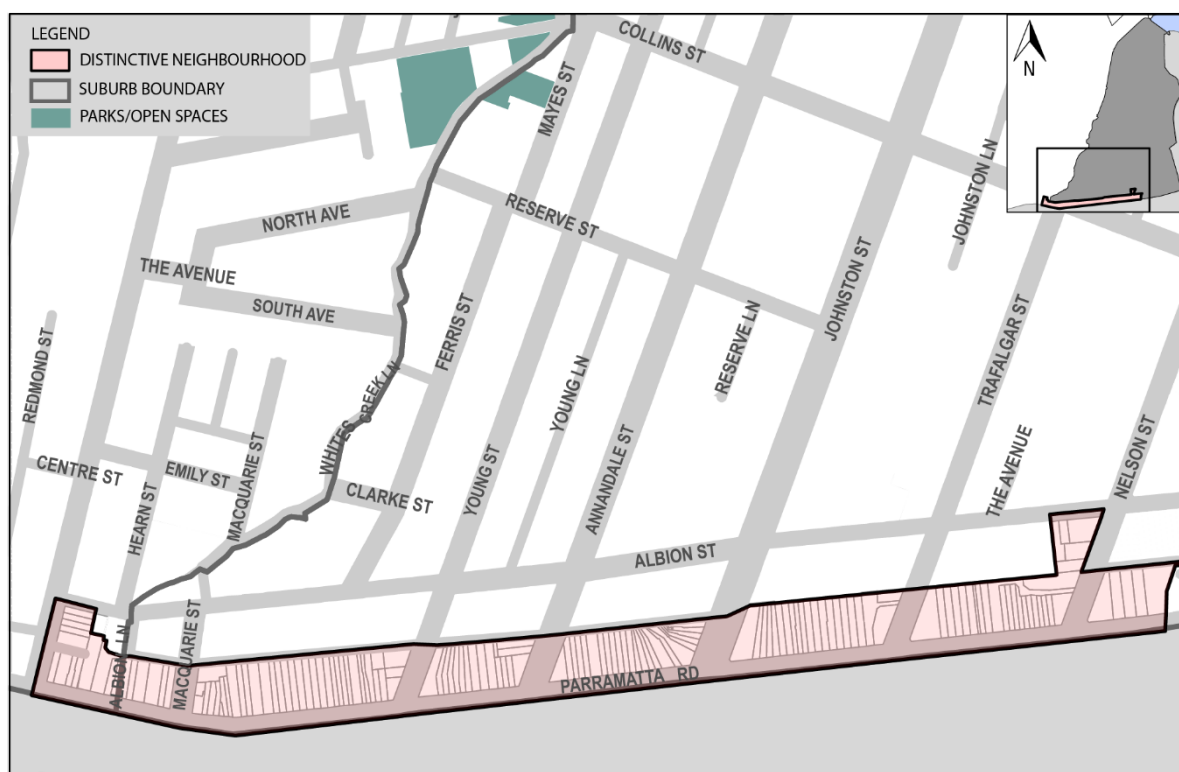 LEGEND
DISTINCTIVE NEIGHBOURHOOD
SUBURB BOUNDARY
PARKS/OPEN SPACES
N
COLLINS ST
MAYES ST
JOHNSTON LN
RESERVE ST
NORTH AVE
THE AVENUE
SOUTH AVE
JOHNSTON ST
REDMOND ST
FERRIS ST
RESERVE LN
TRAFALGAR ST
YOUNG LN
WHITES CREEK LN
CENTRE ST
EMILY ST
MACQUARIE ST
CLARKE ST
YOUNG ST
ANNANDALE ST
THE AVENUE
NELSON ST
HEARN ST
ALBION ST
ALBION LN
MACQUARIE ST
PARRAMATTA RD